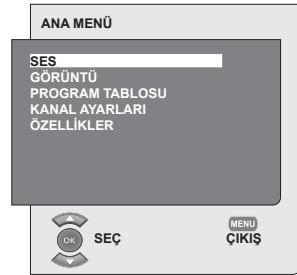 ANA MENÜ
SES
GÖRÜNTÜ
PROGRAM TABLOSU
KANAL AYARLARI
ÖZELLİKLER
OK SEÇ
MENU
ÇIKIŞ